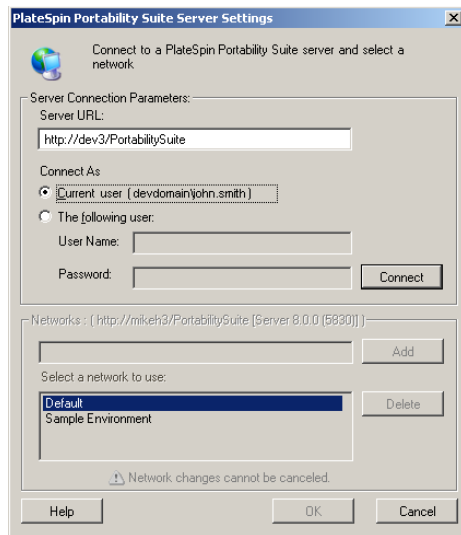 PlateSpin Portability Suite Server Settings
Connect to a PlateSpin Portability Suite server and select a
network
Server Connection Parameters:
Server URL:
http://dev3/PortabilitySuite
Connect As
Current user ( devdomain\john.smith )
The following user:
User Name:
Password:
Connect
Networks : ( http://mikeh3/PortabilitySuite [Server 8.0.0 (5830)] )
Add
Select a network to use:
Default
Sample Environment
Delete
Network changes cannot be canceled.
Help
OK
Cancel